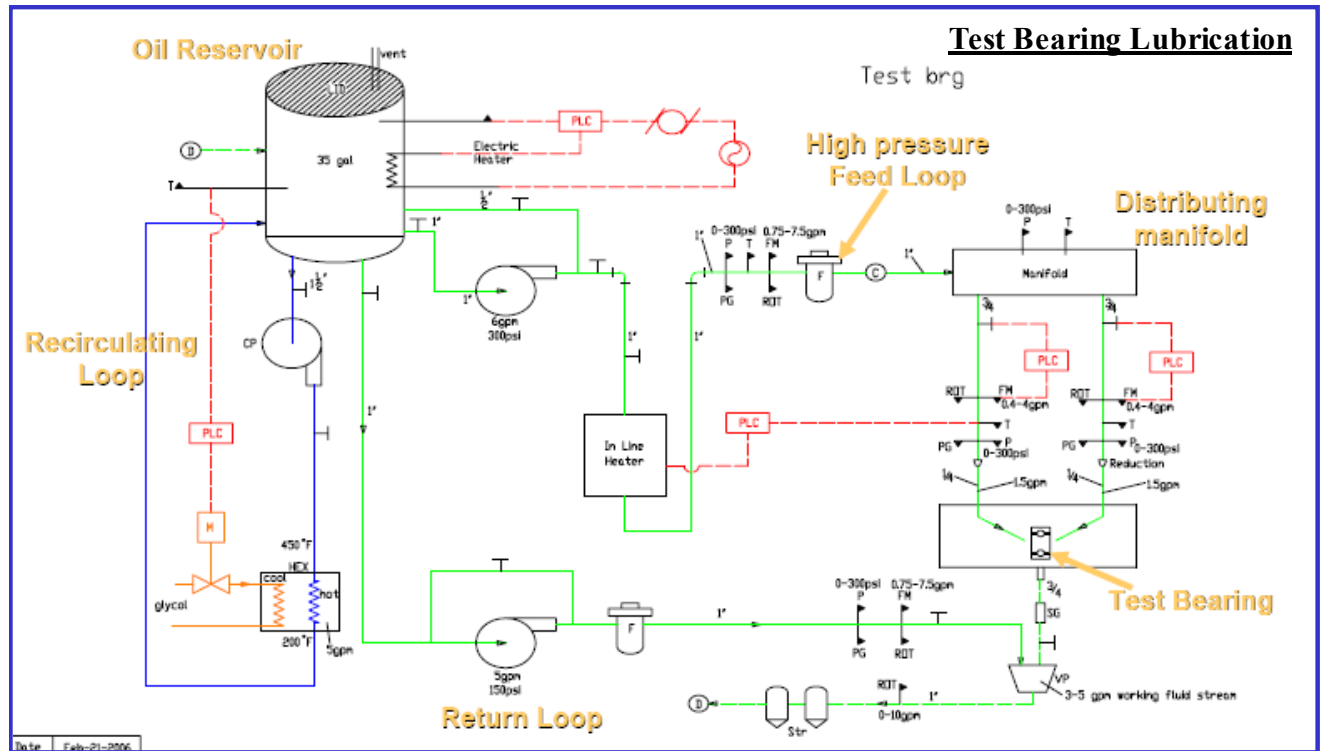 Test Bearing Lubrication
Oil Reservoir
vent
Test brg
LID
PLC
High pressure
Feed Loop
D
35 gal
Electric
Heater
T
1½
1"
0-300psi
P T
Distributing
manifold
0-300psi 0.75-7.5gpm
P T FM
1"
F
C
1"
Manifold
PG ROT
1½
1"
6gpm
300psi
3/4 3/4
Recirculating
Loop
CP
1" 1"
PLC PLC
ROT FM
0.4-4gpm
ROT FM
0.4-4gpm
1"
PLC
PLC
T T
In Line
Heater
PG P
0-300psi
PG P
0-300psi
Reduction
1/4 1.5gpm
1/4 1.5gpm
M
450°F
HEX
cool hot
glycol
200°F
5gpm
0-300psi 0.75-7.5gpm
P FM
3/4
Test Bearing
SG
1"
F
PG ROT
5gpm
150psi
VP
3-5 gpm working fluid stream
Return Loop
D
ROT
1"
0-10gpm
Str
Date Feb-21-2006